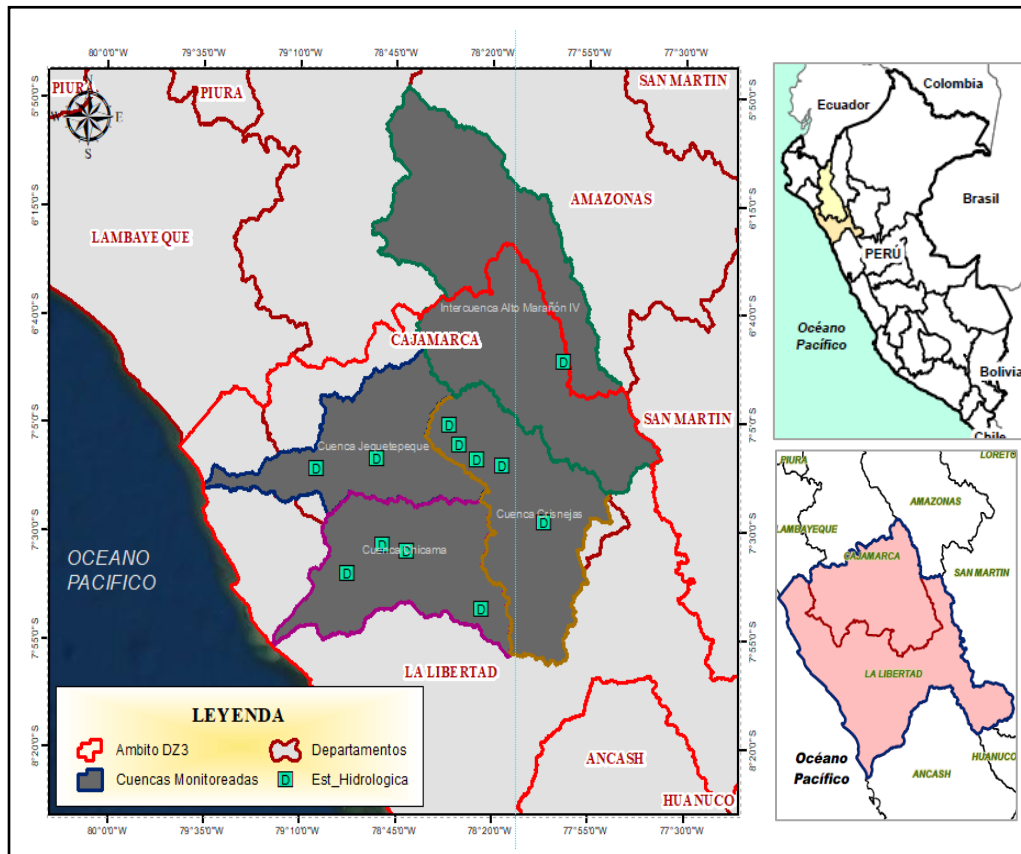 80°0'0"W 79°35'0"W 79°10'0"W 78°45'0"W 78°20'0"W 77°55'0"W 77°30'0"W
5°50'0"S
6°15'0"S
6°40'0"S
7°5'0"S
7°30'0"S
7°55'0"S
8°20'0"S
PIURA
N
W E
S
PIURA
SAN MARTIN
AMAZONAS
LAMBAYEQUE
Intercuenca Alto Marañón IV
CAJAMARCA
D
SAN MARTIN
D
Cuenca Jequetepeque
D
D
D
D
D
Cuenca Crisnejas
D
OCEANO
PACIFICO
D
Cuenca Chicama
D
D
D
LA LIBERTAD
ANCASH
HUANUCO
LEYENDA
Ambito DZ3
Departamentos
Cuencas Monitoreadas
D Est_Hidrologica
5°50'0"S
6°15'0"S
6°40'0"S
7°5'0"S
7°30'0"S
7°55'0"S
8°20'0"S
80°0'0"W 79°35'0"W 79°10'0"W 78°45'0"W 78°20'0"W 77°55'0"W 77°30'0"W
Colombia
Ecuador
Brasil
PERÚ
Océano
Pacífico
Bolivia
Chile
PIURA
LORETO
AMAZONAS
LAMBAYEQUE
CAJAMARCA
SAN MARTIN
LA LIBERTAD
Océano
Pacífico
HUANUCO
ANCASH